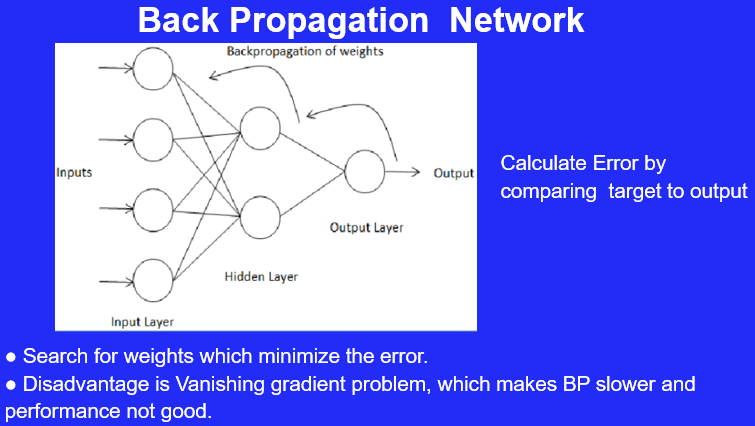 Back Propagation Network
Backpropagation of weights
Inputs
Output
Calculate Error by
comparing target to output
Output Layer
Hidden Layer
Input Layer
● Search for weights which minimize the error.
● Disadvantage is Vanishing gradient problem, which makes BP slower and
performance not good.